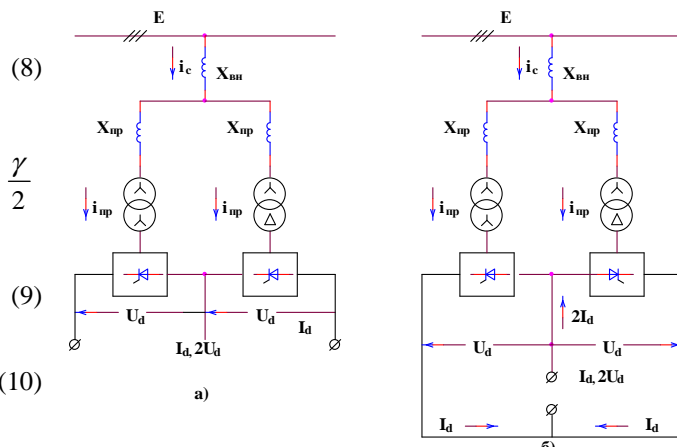 E E
(8) i_c X_вн i_c X_вн
X_пр X_пр X_пр X_пр
γ/2
i_пр i_пр i_пр i_пр
(9)
U_d U_d I_d 2I_d
I_d, 2U_d U_d U_d
(10) а) I_d, 2U_d
I_d I_d
б)